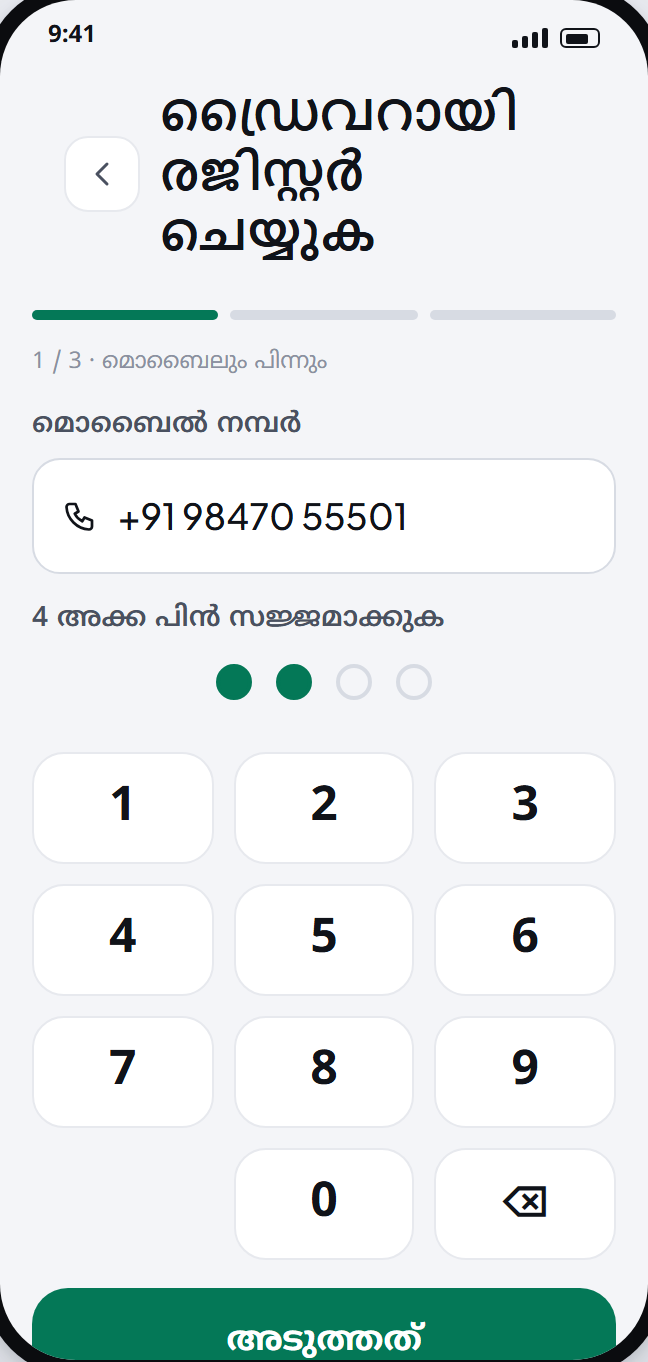 9:41
ഡ്രൈവറായി
രജിസ്റ്റർ
ചെയ്യുക
1 / 3 · മൊബൈലും പിന്നും
മൊബൈൽ നമ്പർ
+91 98470 55501
4 അക്ക പിൻ സജ്ജമാക്കുക
1 2 3
4 5 6
7 8 9
0
അടുത്തത്